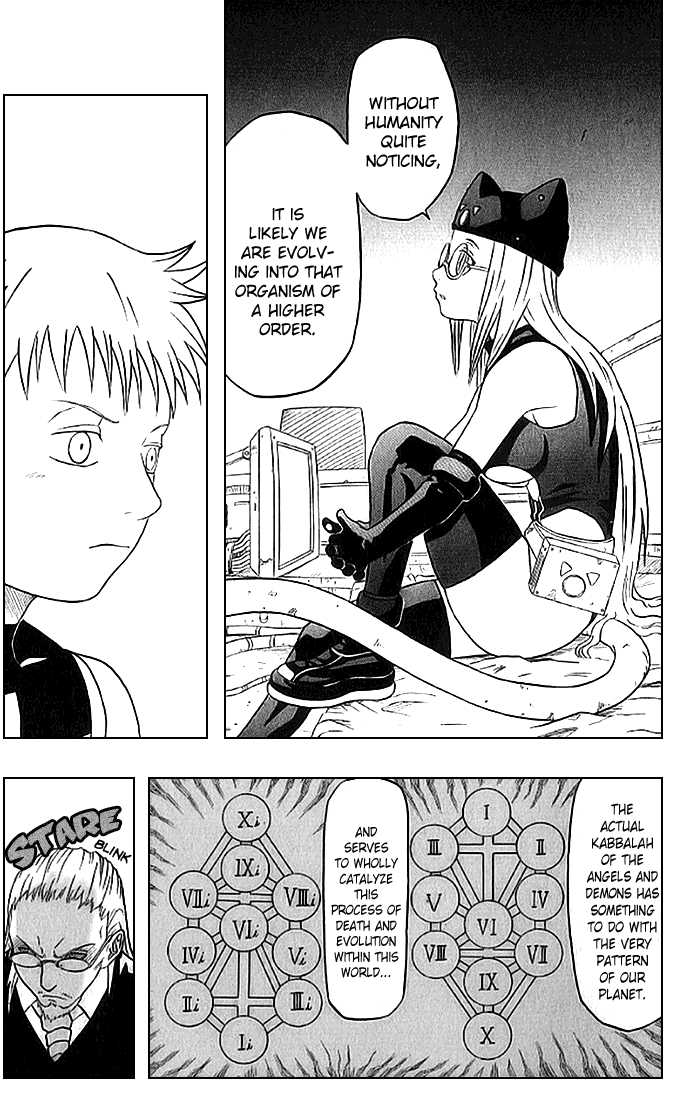 WITHOUT
HUMANITY
QUITE
NOTICING,
IT IS
LIKELY WE
ARE EVOLV-
ING INTO THAT
ORGANISM OF
A HIGHER
ORDER.
THE
ACTUAL
KABBALAH
OF THE
ANGELS AND
DEMONS HAS
SOMETHING
TO DO WITH
THE VERY
PATTERN
OF OUR
PLANET.
I
III II
V IV
VI
VIII VII
IX
X
AND
SERVES
TO WHOLLY
CATALYZE
THIS
PROCESS OF
DEATH AND
EVOLUTION
WITHIN THIS
WORLD...
Xi
IXi
VIIi VIIIi
VIi
IVi Vi
IIi IIIi
Ii
STARE
BLINK